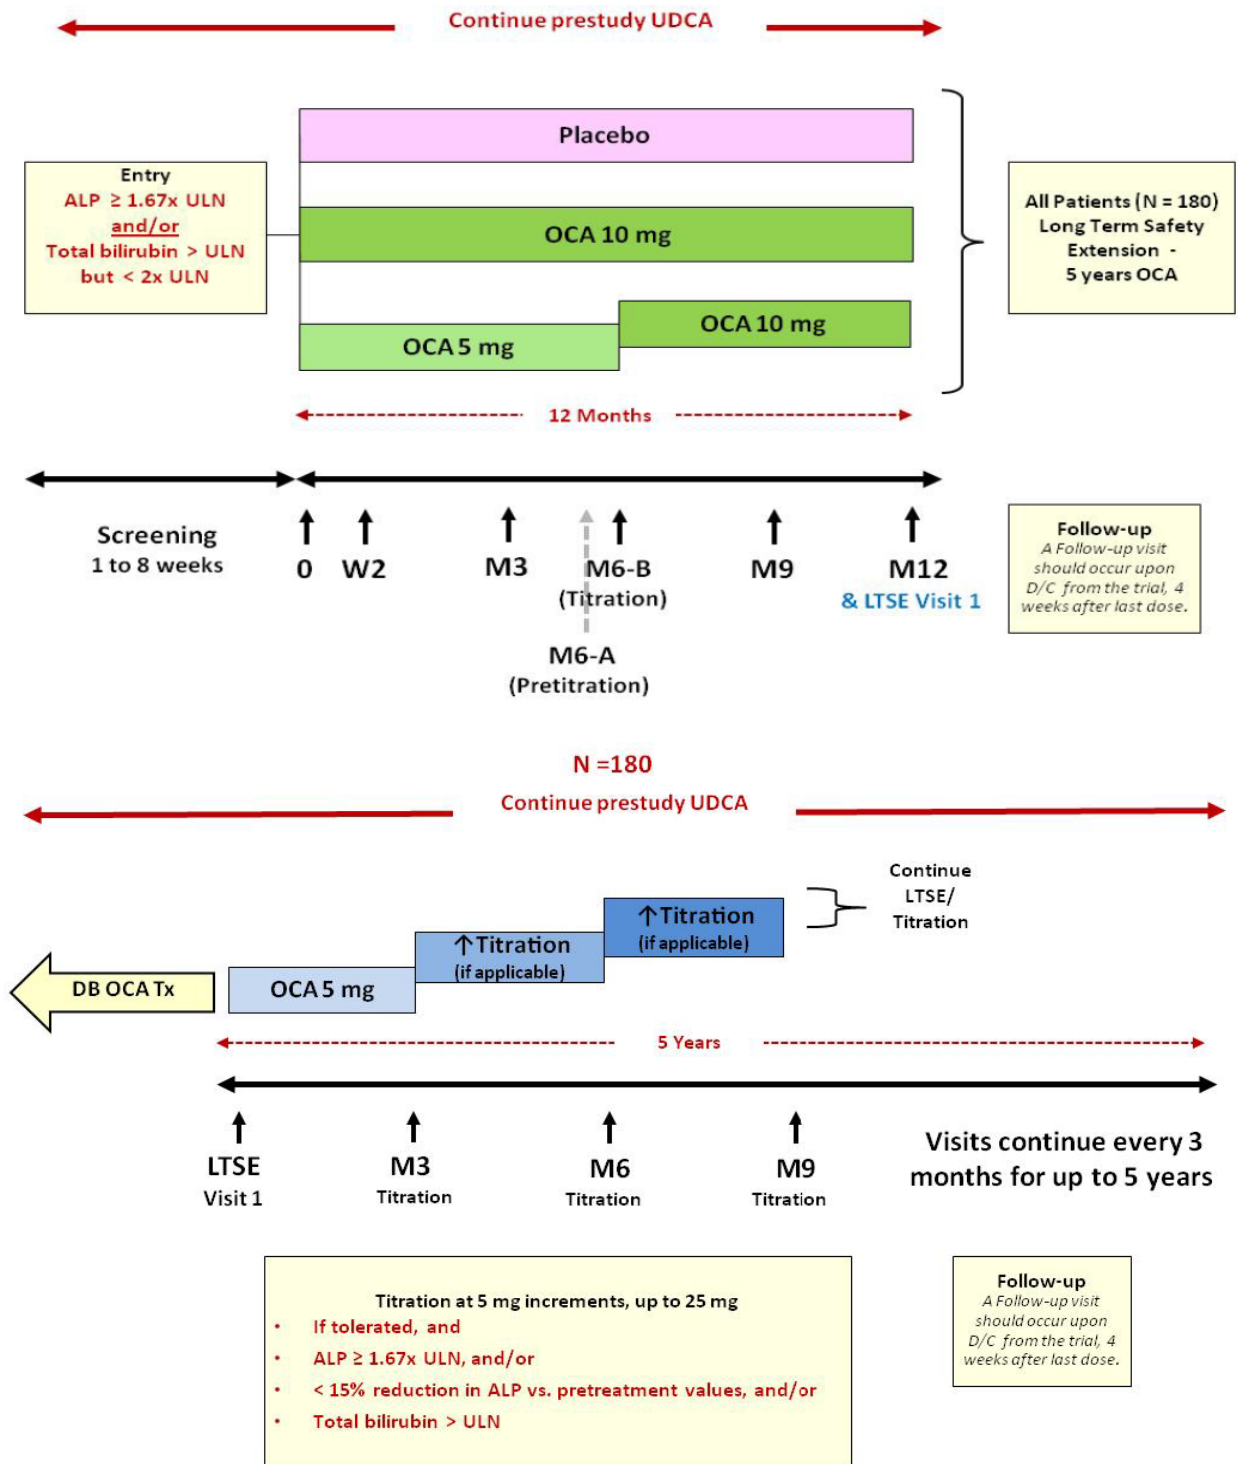 Continue prestudy UDCA
Placebo
Entry
ALP ≥ 1.67x ULN
and/or
Total bilirubin > ULN
but < 2x ULN
OCA 10 mg
OCA 10 mg
OCA 5 mg
All Patients (N = 180)
Long Term Safety
Extension -
5 years OCA
12 Months
Screening
1 to 8 weeks
0
W2
M3
M6-B
(Titration)
M9
M12
& LTSE Visit 1
M6-A
(Pretitration)
Follow-up
A Follow-up visit
should occur upon
D/C from the trial, 4
weeks after last dose.
N =180
Continue prestudy UDCA
DB OCA Tx
OCA 5 mg
↑Titration
(if applicable)
↑Titration
(if applicable)
Continue
LTSE/
Titration
5 Years
LTSE
Visit 1
M3
Titration
M6
Titration
M9
Titration
Visits continue every 3
months for up to 5 years
Titration at 5 mg increments, up to 25 mg
• If tolerated, and
• ALP ≥ 1.67x ULN, and/or
• < 15% reduction in ALP vs. pretreatment values, and/or
• Total bilirubin > ULN
Follow-up
A Follow-up visit
should occur upon
D/C from the trial, 4
weeks after last dose.